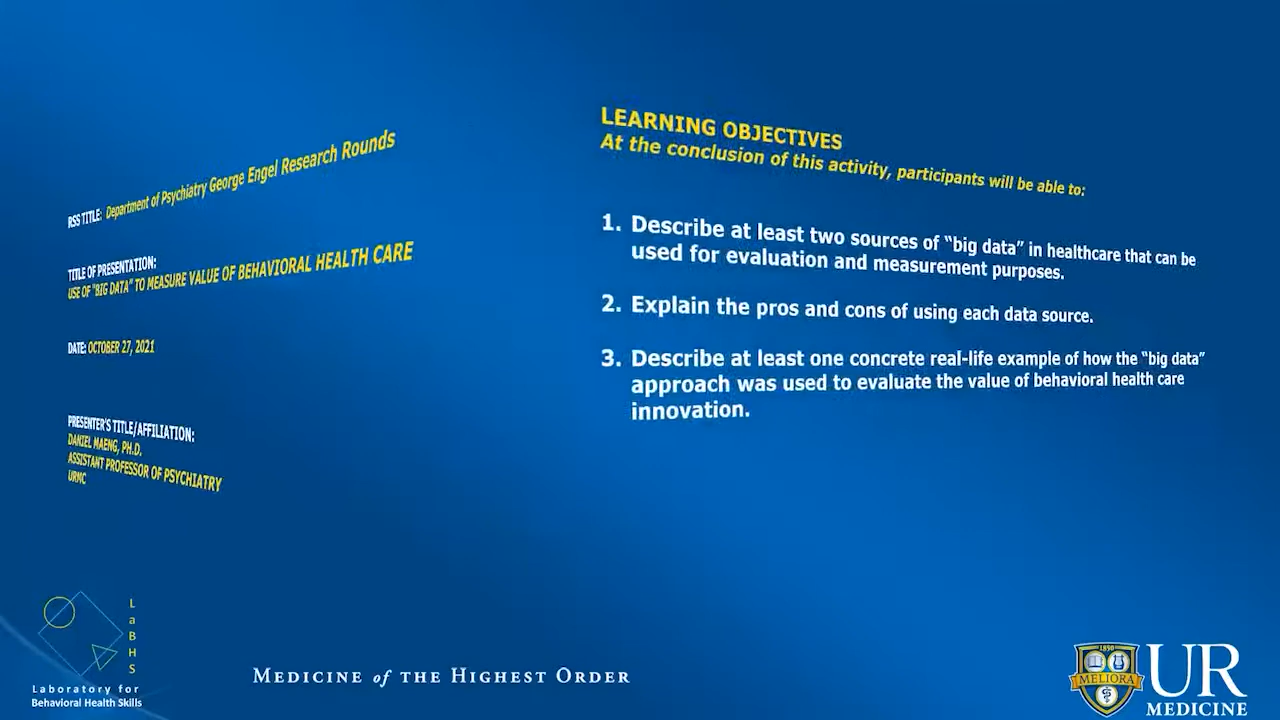 RSS TITLE: Department of Psychiatry George Engel Research Rounds
TITLE OF PRESENTATION:
USE OF "BIG DATA" TO MEASURE VALUE OF BEHAVIORAL HEALTH CARE
DATE: OCTOBER 27, 2021
PRESENTER'S TITLE/AFFILIATION:
DANIEL MAENG, PH.D.
ASSISTANT PROFESSOR OF PSYCHIATRY
URMC
LEARNING OBJECTIVES
At the conclusion of this activity, participants will be able to:
1. Describe at least two sources of “big data” in healthcare that can be
used for evaluation and measurement purposes.
2. Explain the pros and cons of using each data source.
3. Describe at least one concrete real-life example of how the “big data”
approach was used to evaluate the value of behavioral health care
innovation.
LaBHS
Laboratory for
Behavioral Health Skills
MEDICINE of THE HIGHEST ORDER
1850
MELIORA
UR
MEDICINE